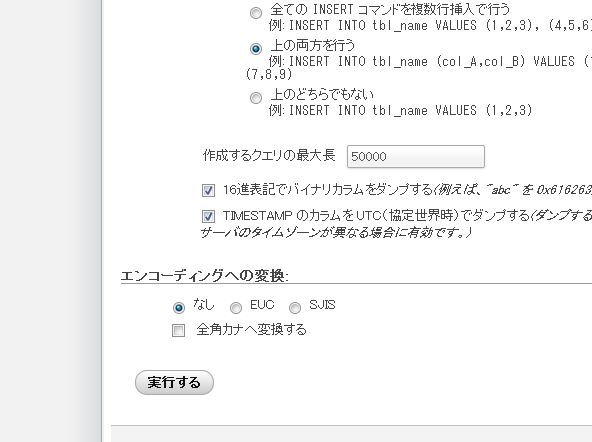 全ての INSERT コマンドを複数行挿入で行う
例: INSERT INTO tbl_name VALUES (1,2,3), (4,5,6
上の両方を行う
例: INSERT INTO tbl_name (col_A,col_B) VALUES (
(7,8,9)
上のどちらでもない
例: INSERT INTO tbl_name VALUES (1,2,3)
作成するクエリの最大長 50000
16進表記でバイナリカラムをダンプする(例えば、"abc" を 0x616263
TIMESTAMP のカラムをUTC(協定世界時)でダンプする(ダンプする
サーバのタイムゾーンが異なる場合に有効です。)
エンコーディングへの変換:
なし EUC SJIS
全角カナへ変換する
実行する